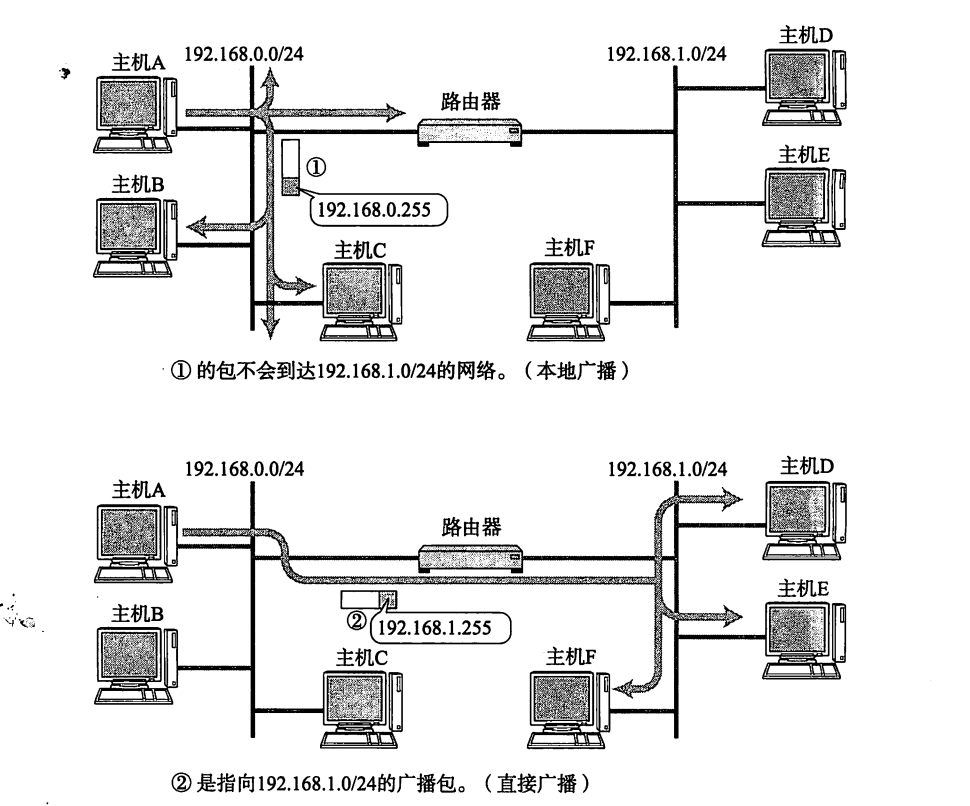 主机A
192.168.0.0/24
192.168.1.0/24
主机D
路由器
①
主机E
主机B
192.168.0.255
主机C
主机F
① 的包不会到达192.168.1.0/24的网络。（本地广播）
192.168.0.0/24
192.168.1.0/24
主机D
主机A
路由器
主机E
主机B
②
192.168.1.255
主机C
主机F
② 是指向192.168.1.0/24的广播包。（直接广播）